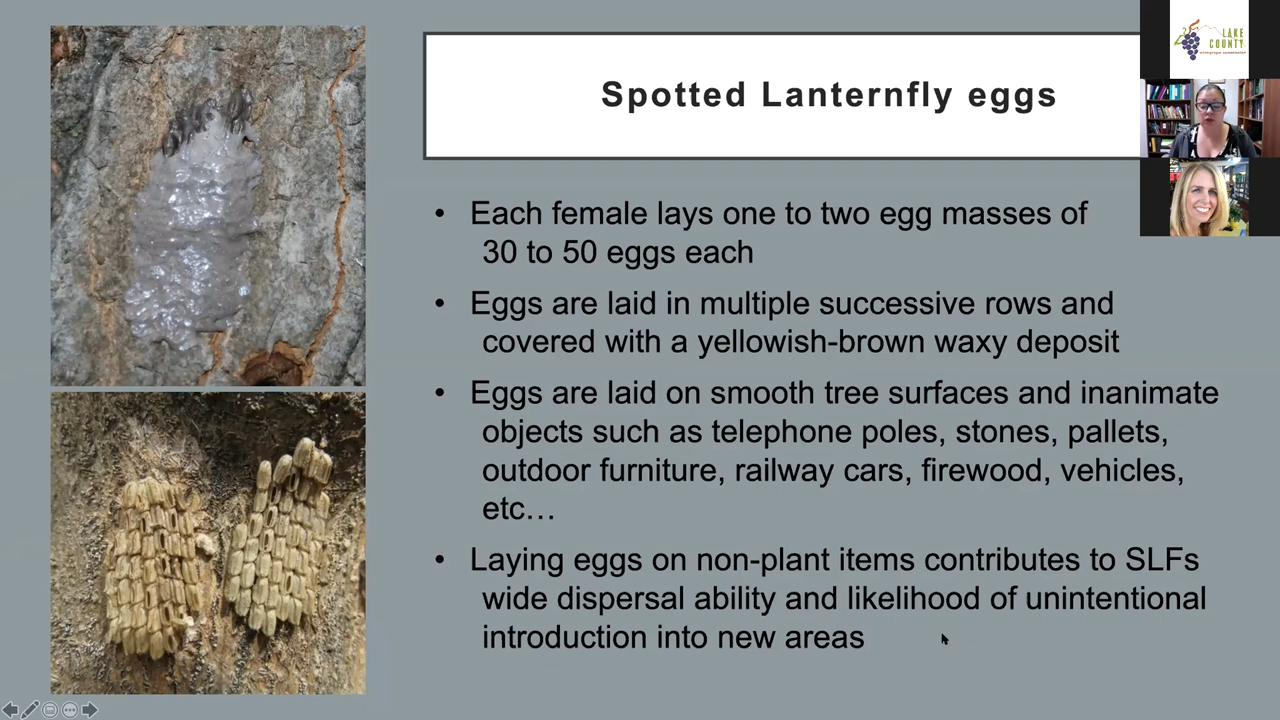 Spotted Lanternfly eggs
LAKE
COUNTY
• Each female lays one to two egg masses of
30 to 50 eggs each
• Eggs are laid in multiple successive rows and
covered with a yellowish-brown waxy deposit
• Eggs are laid on smooth tree surfaces and inanimate
objects such as telephone poles, stones, pallets,
outdoor furniture, railway cars, firewood, vehicles,
etc…
• Laying eggs on non-plant items contributes to SLFs
wide dispersal ability and likelihood of unintentional
introduction into new areas